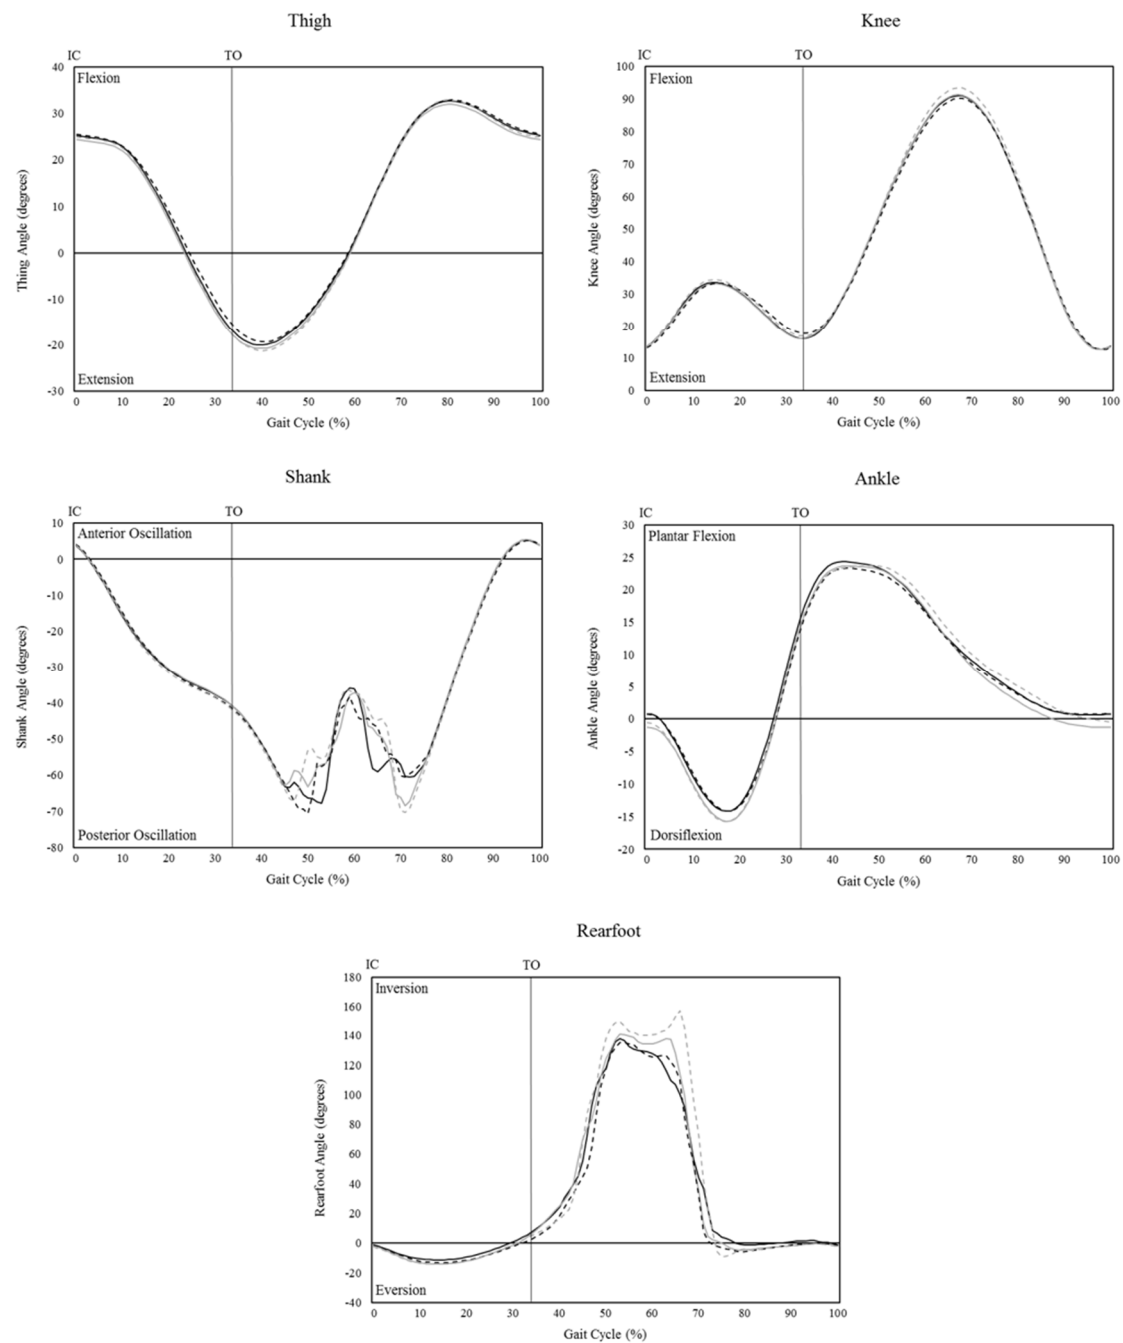 Thigh
IC TO
40
Flexion
30
20
10
0
-10
-20
-30
Extension
0 10 20 30 40 50 60 70 80 90 100
Gait Cycle (%)
Thing Angle (degrees)
Knee
IC TO
100
Flexion
90
80
70
60
50
40
30
20
10
0
Extension
0 10 20 30 40 50 60 70 80 90 100
Gait Cycle (%)
Knee Angle (degrees)
Shank
IC TO
10
Anterior Oscillation
0
-10
-20
-30
-40
-50
-60
-70
-80
Posterior Oscillation
0 10 20 30 40 50 60 70 80 90 100
Gait Cycle (%)
Shank Angle (degrees)
Ankle
IC TO
30
Plantar Flexion
25
20
15
10
5
0
-5
-10
-15
-20
Dorsiflexion
0 10 20 30 40 50 60 70 80 90 100
Gait Cycle (%)
Ankle Angle (degrees)
Rearfoot
IC TO
180
Inversion
160
140
120
100
80
60
40
20
0
-20
-40
Eversion
0 10 20 30 40 50 60 70 80 90 100
Gait Cycle (%)
Rearfoot Angle (degrees)